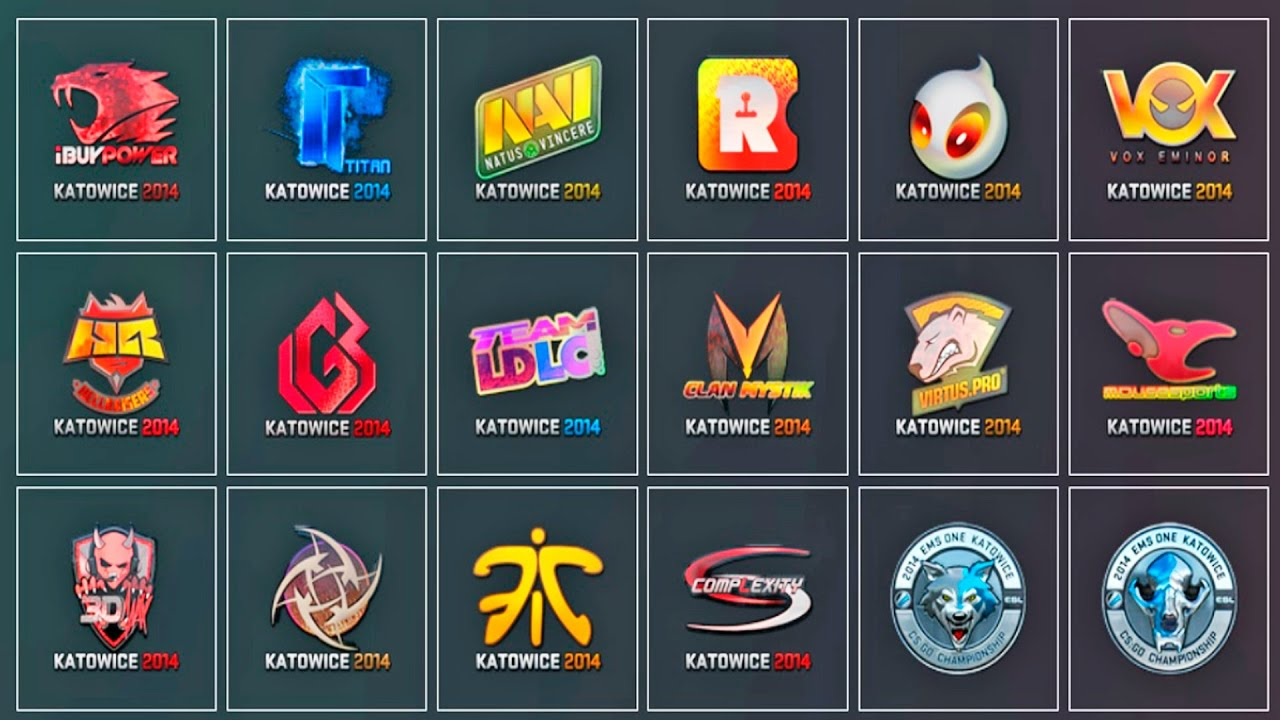 iBUYPOWER
KATOWICE 2014
TITAN
KATOWICE 2014
NAVI
NATUS VINCERE
KATOWICE 2014
R
KATOWICE 2014
KATOWICE 2014
VOX
VOX EMINOR
KATOWICE 2014
HR
HELLRAISERS
KATOWICE 2014
LGB
KATOWICE 2014
TEAM
LDLC
KATOWICE 2014
M
CLAN MYSTIK
KATOWICE 2014
VIRTUS.PRO
KATOWICE 2014
mousesports
KATOWICE 2014
3D
KATOWICE 2014
KATOWICE 2014
KATOWICE 2014
COMPLEXITY
KATOWICE 2014
2014 EMS ONE KATOWICE
ESL
CS:GO CHAMPIONSHIP
2014 EMS ONE KATOWICE
ESL
CS:GO CHAMPIONSHIP